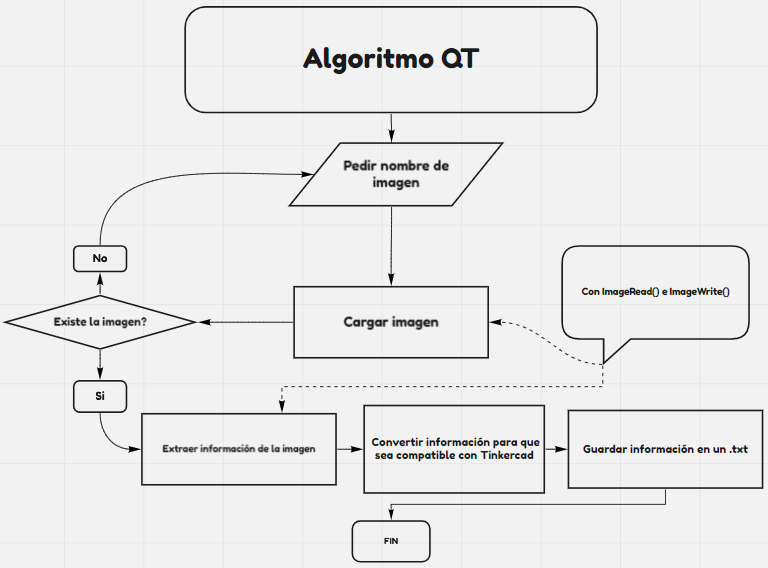 Algoritmo QT
Pedir nombre de
imagen
No
Con ImageRead() e ImageWrite()
Existe la imagen?
Cargar imagen
Si
Extraer información de la imagen
Convertir información para que
sea compatible con Tinkercad
Guardar información en un .txt
FIN